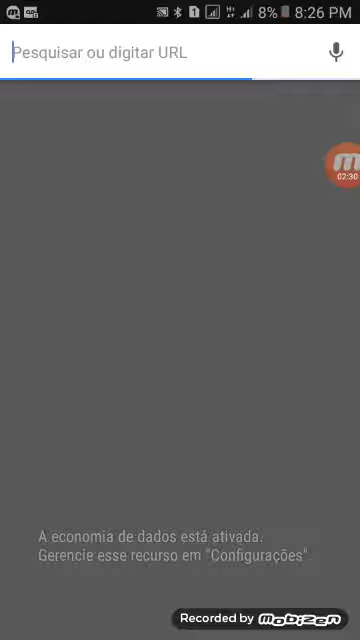 8% 8:26 PM
Pesquisar ou digitar URL
02:30
A economia de dados está ativada.
Gerencie esse recurso em "Configurações"
Recorded by Mobizen